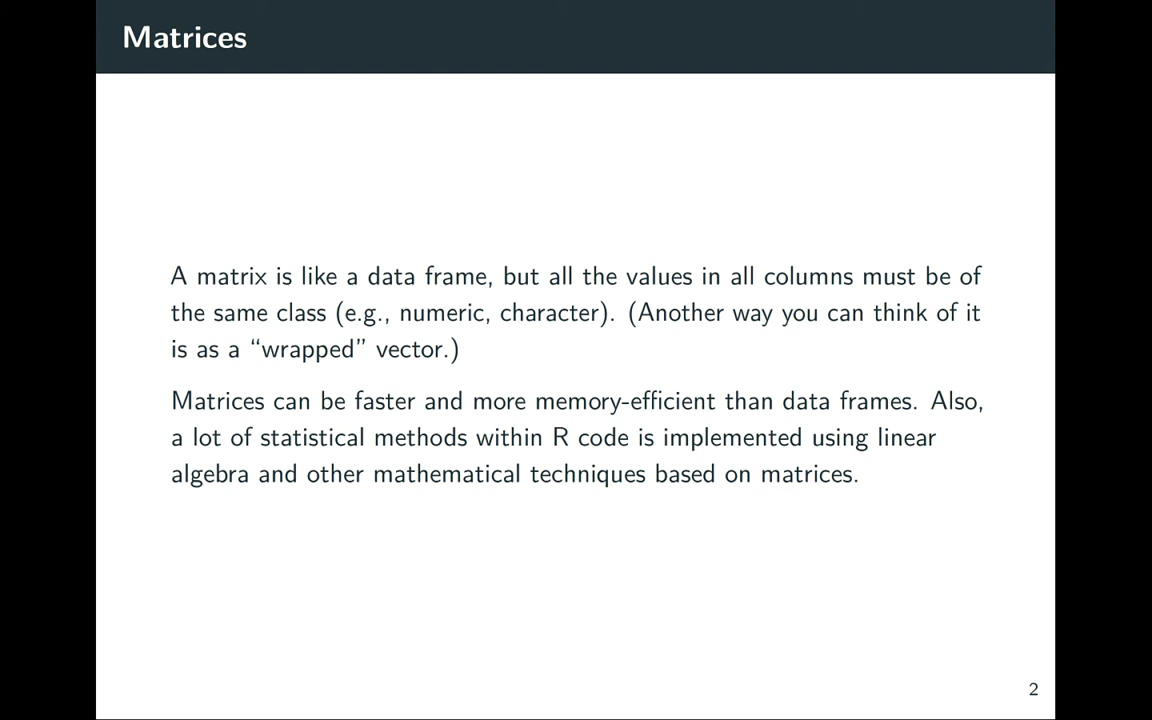 Matrices
A matrix is like a data frame, but all the values in all columns must be of
the same class (e.g., numeric, character). (Another way you can think of it
is as a “wrapped” vector.)
Matrices can be faster and more memory-efficient than data frames. Also,
a lot of statistical methods within R code is implemented using linear
algebra and other mathematical techniques based on matrices.
2